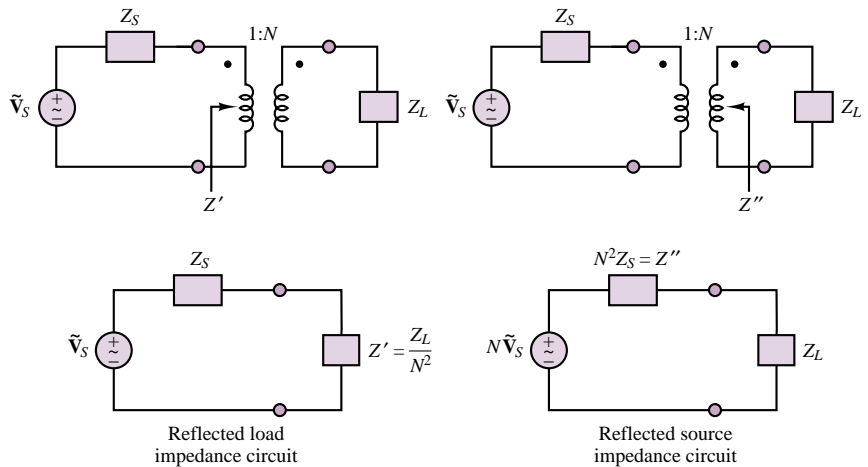 Z_S
1:N
Ṽ_S
+
~
−
Z_L
Z′
Z_S
1:N
Ṽ_S
+
~
−
Z_L
Z″
Z_S
Ṽ_S
+
~
−
Z′ = Z_L/N²
Reflected load
impedance circuit
N²Z_S = Z″
NṼ_S
+
~
−
Z_L
Reflected source
impedance circuit